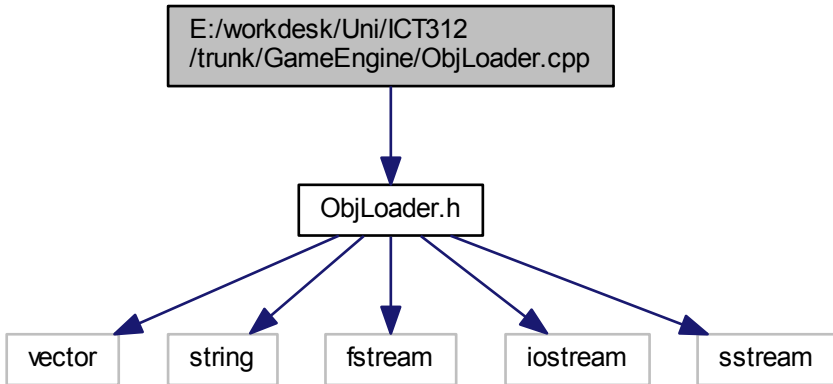 E:/workdesk/Uni/ICT312
/trunk/GameEngine/ObjLoader.cpp
ObjLoader.h
vector
string
fstream
iostream
sstream